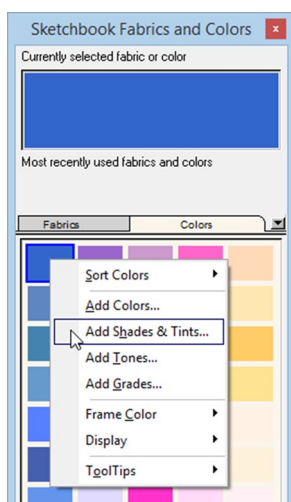 Sketchbook Fabrics and Colors x
Currently selected fabric or color
Most recently used fabrics and colors
Fabrics Colors
Sort Colors
Add Colors...
Add Shades & Tints...
Add Tones...
Add Grades...
Frame Color
Display
ToolTips